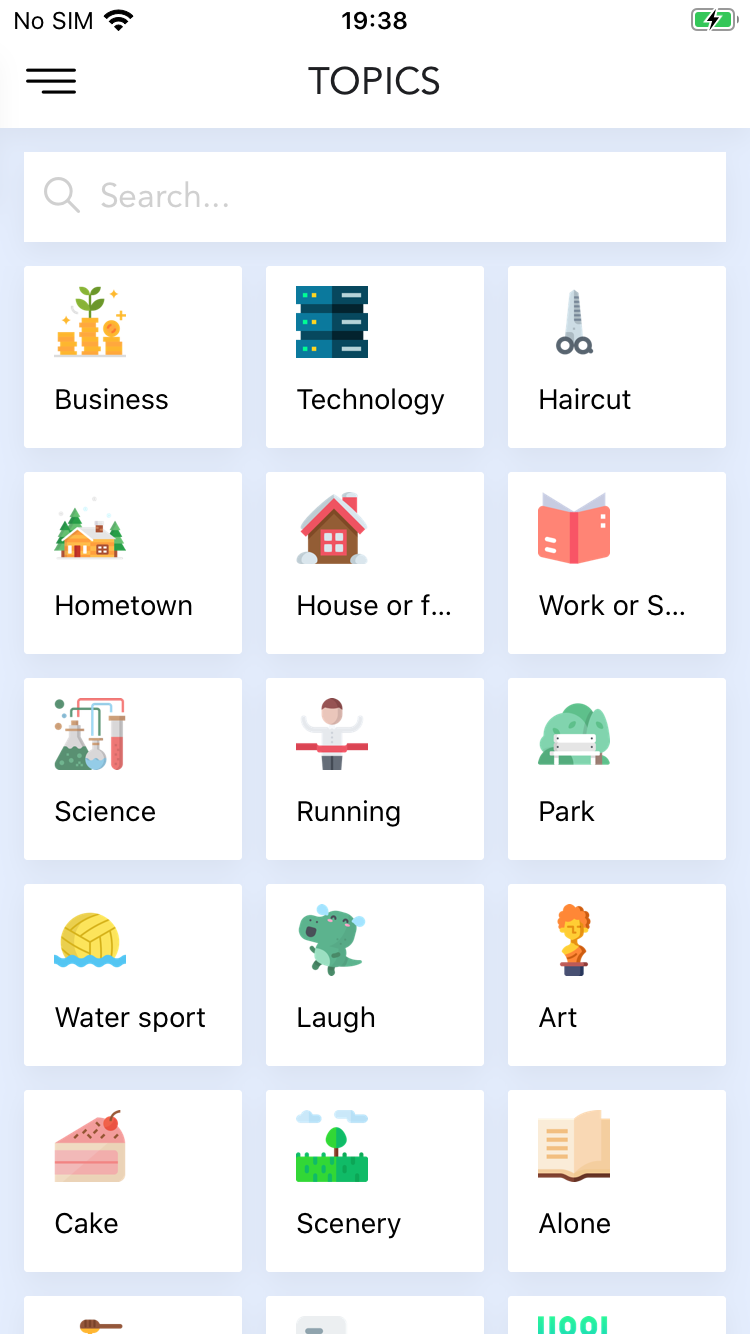 No SIM 19:38
TOPICS
Search...
Business Technology Haircut
Hometown House or f... Work or S...
Science Running Park
Water sport Laugh Art
Cake Scenery Alone